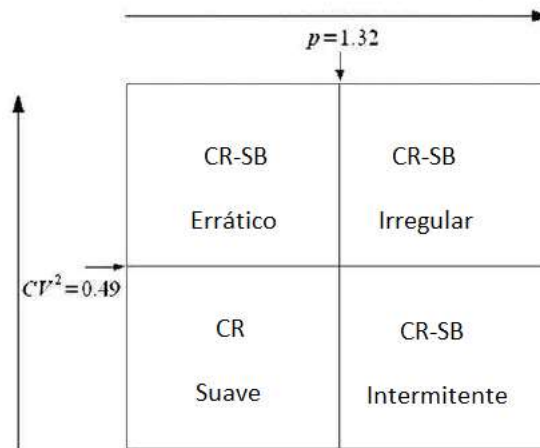 p=1.32
CR-SB
CR-SB
Errático
Irregular
CV²=0.49
CR
CR-SB
Suave
Intermitente